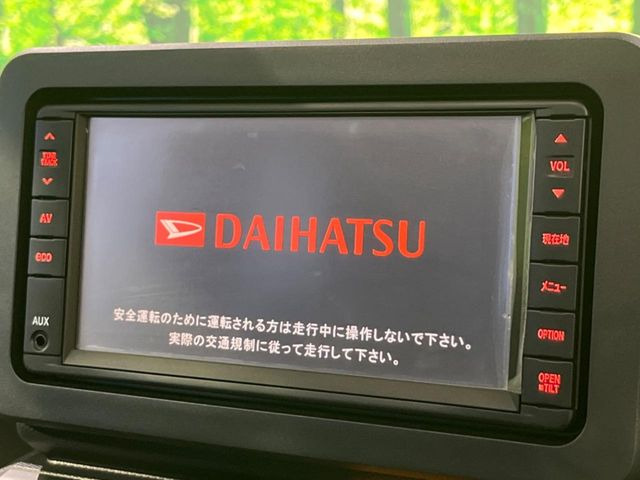 TUNE
TRACK
AV
AUX
DAIHATSU
安全運転のために運転される方は走行中に操作しないで下さい。
実際の交通規制に従って走行して下さい。
VOL
現在地
メニュー
OPTION
OPEN
TILT